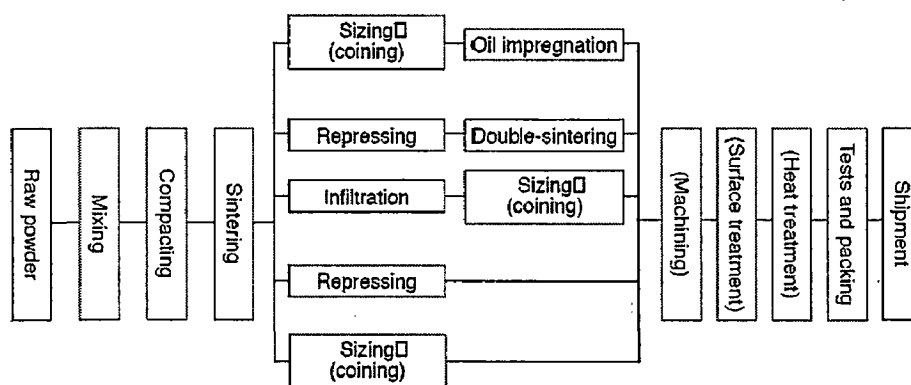 Raw powder
Mixing
Compacting
Sintering
Sizing□
(coining)
Oil impregnation
Repressing
Double-sintering
Infiltration
Sizing□
(coining)
Repressing
Sizing□
(coining)
(Machining)
(Surface treatment)
(Heat treatment)
Tests and packing
Shipment